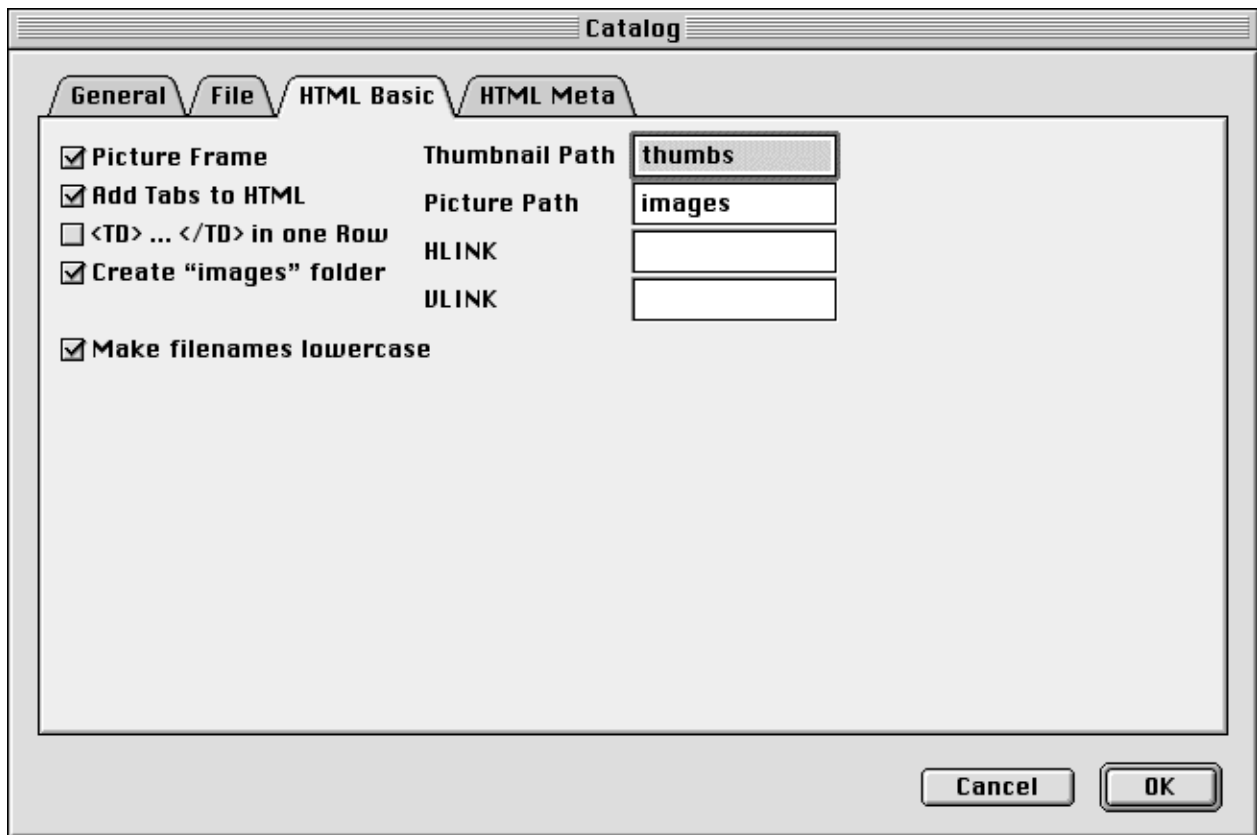 Catalog
General File HTML Basic HTML Meta
Picture Frame
Add Tabs to HTML
<TD> ... </TD> in one Row
Create “images” folder
Make filenames lowercase
Thumbnail Path thumbs
Picture Path images
HLINK
VLINK
Cancel OK